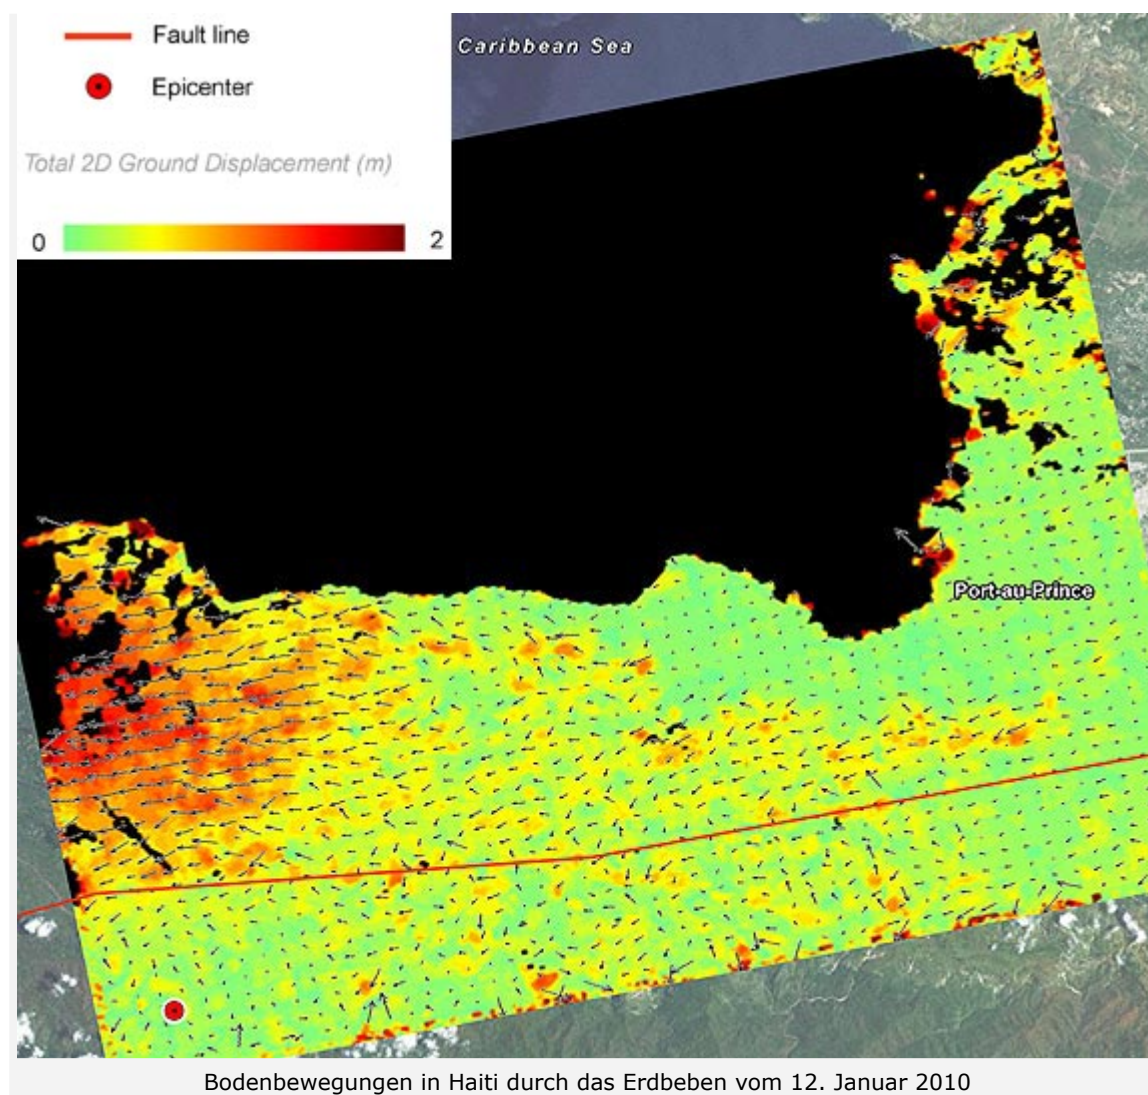 Fault line
Caribbean Sea
Epicenter
Total 2D Ground Displacement (m)
0 2
Port-au-Prince
Bodenbewegungen in Haiti durch das Erdbeben vom 12. Januar 2010